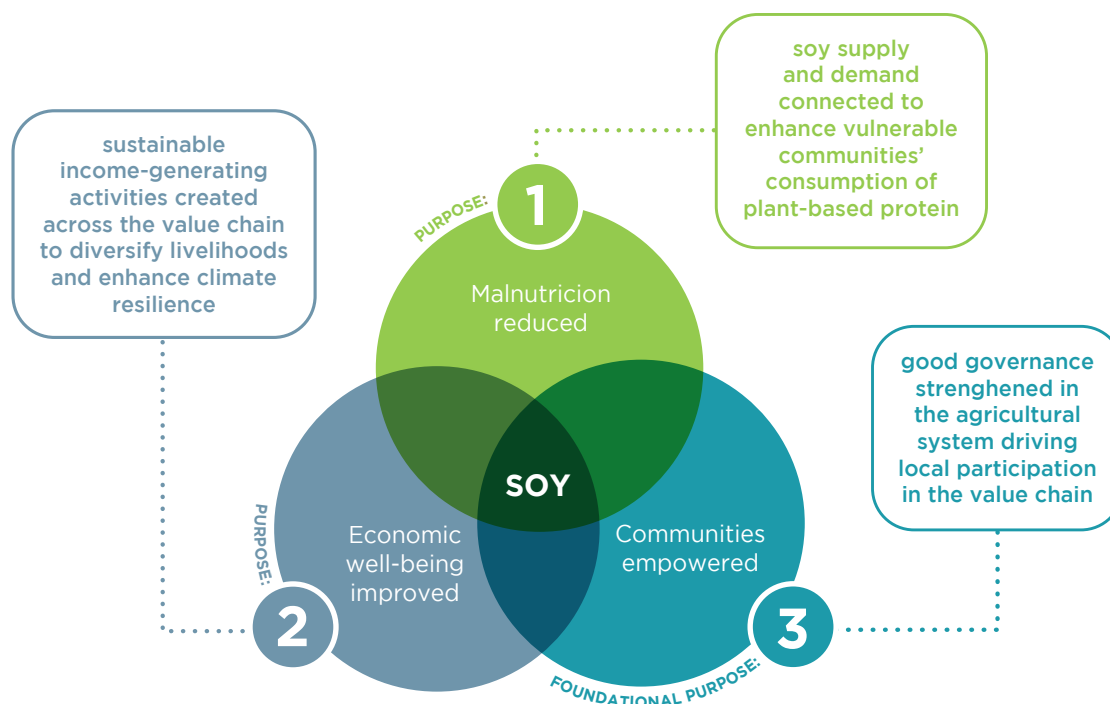 soy supply
and demand
connected to
enhance vulnerable
communities'
consumption of
plant-based protein
sustainable
income-generating
activities created
across the value chain
to diversify livelihoods
and enhance climate
resilience
PURPOSE:
1
Malnutricion
reduced
good governance
strenghened in
the agricultural
system driving
local participation
in the value chain
SOY
PURPOSE:
2
Economic
well-being
improved
Communities
empowered
FOUNDATIONAL PURPOSE:
3